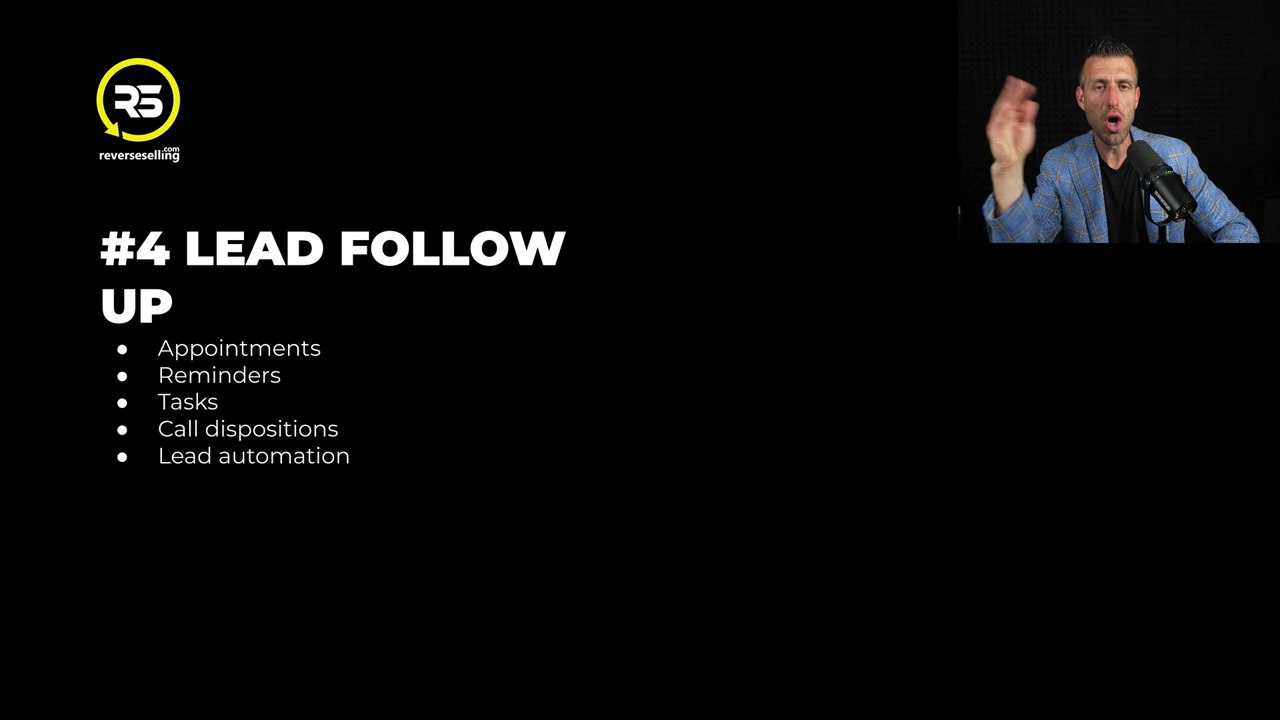 RS
.com
reverseselling
#4 LEAD FOLLOW
UP
● Appointments
● Reminders
● Tasks
● Call dispositions
● Lead automation